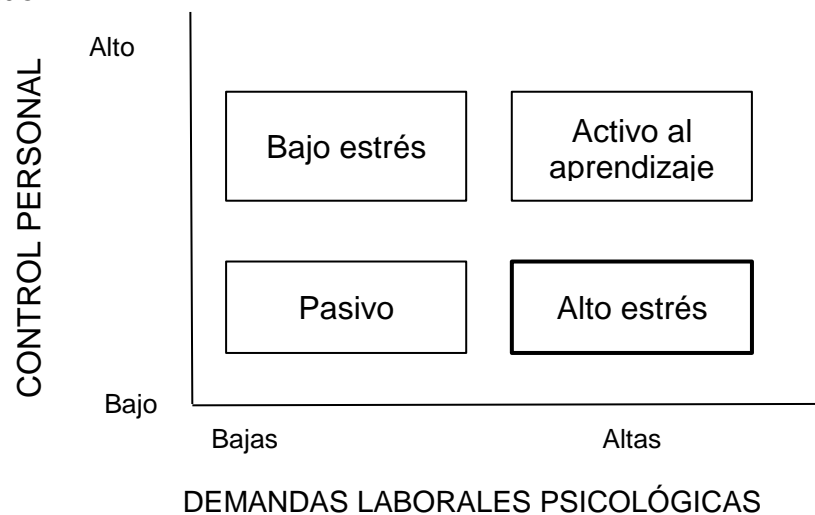 Alto
CONTROL PERSONAL
Bajo estrés
Activo al
aprendizaje
Pasivo
Alto estrés
Bajo
Bajas
Altas
DEMANDAS LABORALES PSICOLÓGICAS